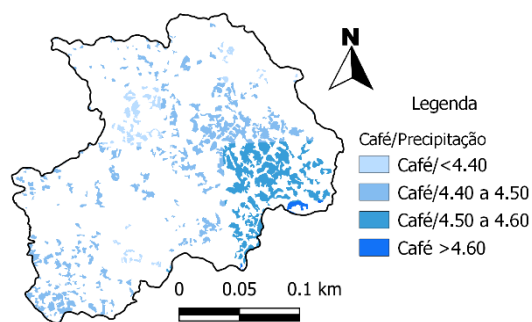 N
Legenda
Café/Precipitação
Café/<4.40
Café/4.40 a 4.50
Café/4.50 a 4.60
Café >4.60
0 0.05 0.1 km